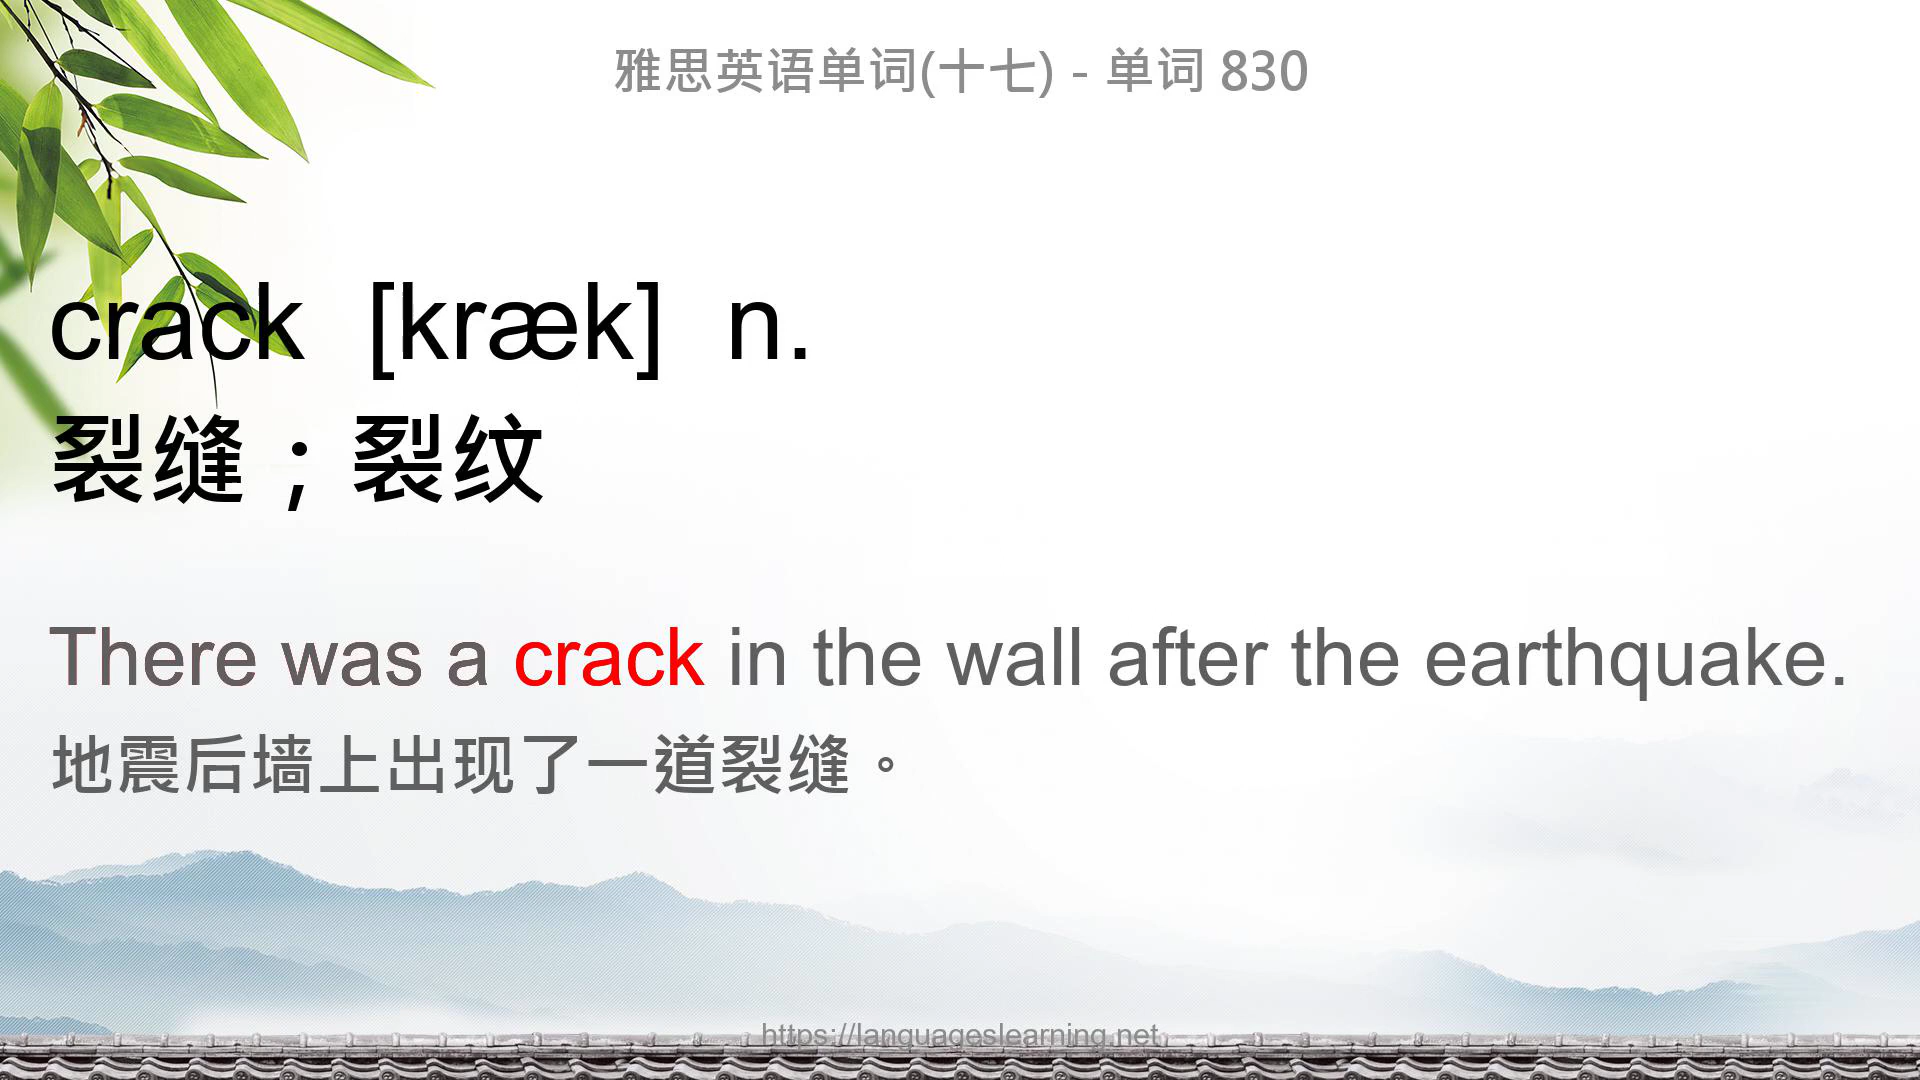 雅思英语单词(十七) - 单词 830
crack [kræk] n.
裂缝；裂纹
There was a crack in the wall after the earthquake.
地震后墙上出现了一道裂缝。
https://languageslearning.net